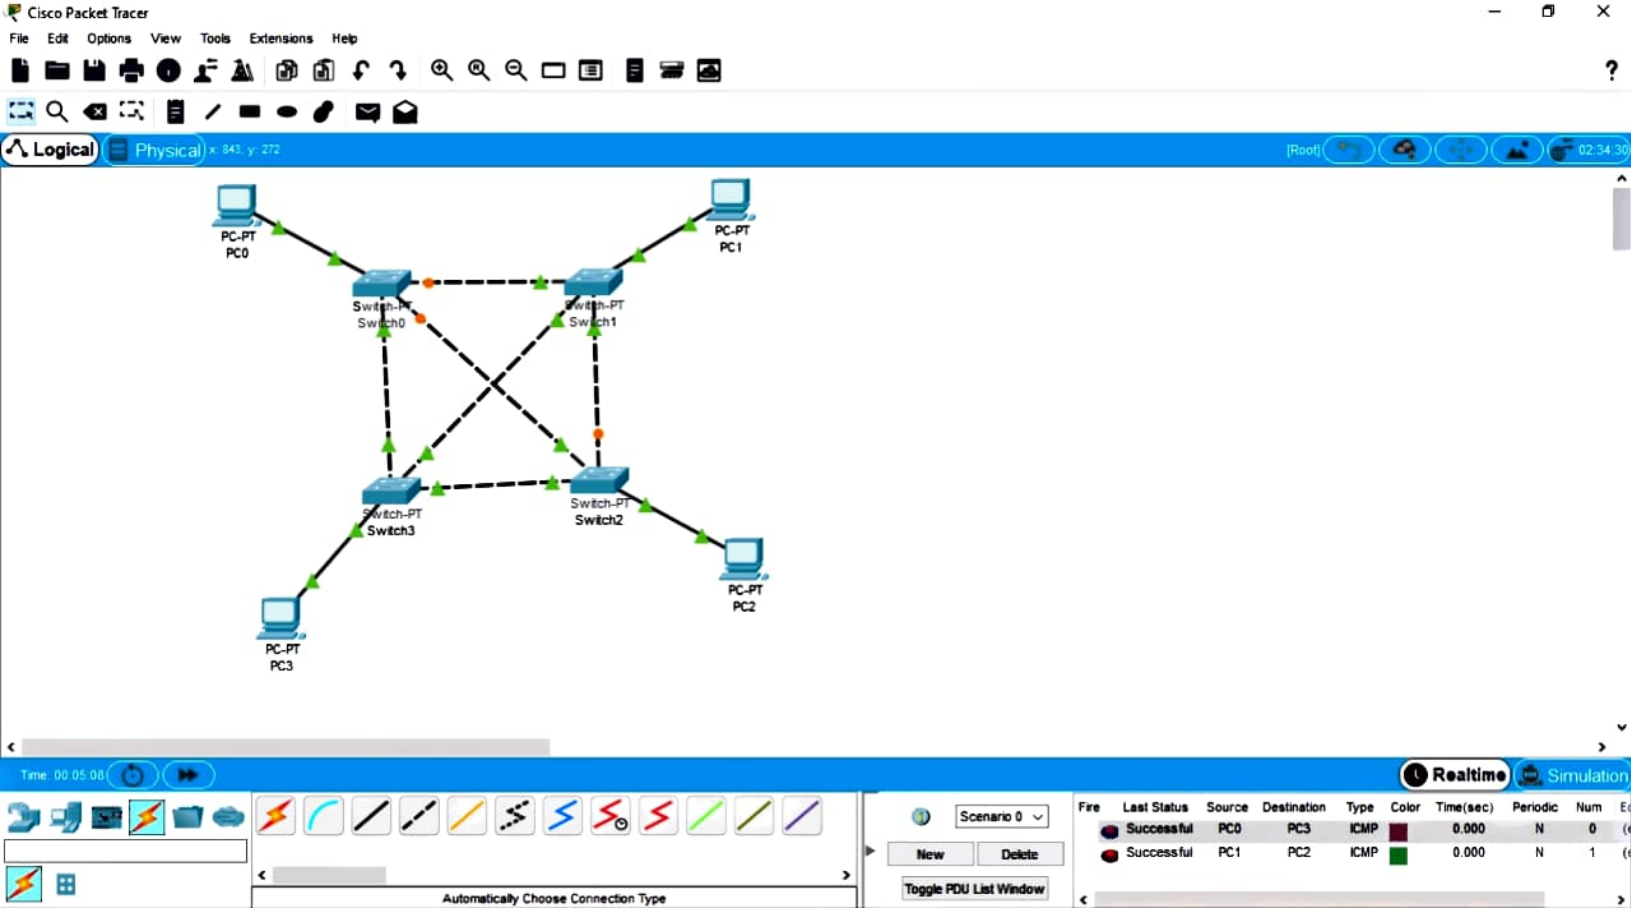 Cisco Packet Tracer
File Edit Options View Tools Extensions Help
?
Logical Physical x: 843, y: 272 [Root] 02:34:30
PC-PT
PC0
PC-PT
PC1
Switch-PT
Switch0
Switch-PT
Switch1
Switch-PT
Switch3
Switch-PT
Switch2
PC-PT
PC2
PC-PT
PC3
Time: 00:05:08 Realtime Simulation
Scenario 0
New Delete
Toggle PDU List Window
Automatically Choose Connection Type
Fire Last Status Source Destination Type Color Time(sec) Periodic Num
Successful PC0 PC3 ICMP 0.000 N 0
Successful PC1 PC2 ICMP 0.000 N 1